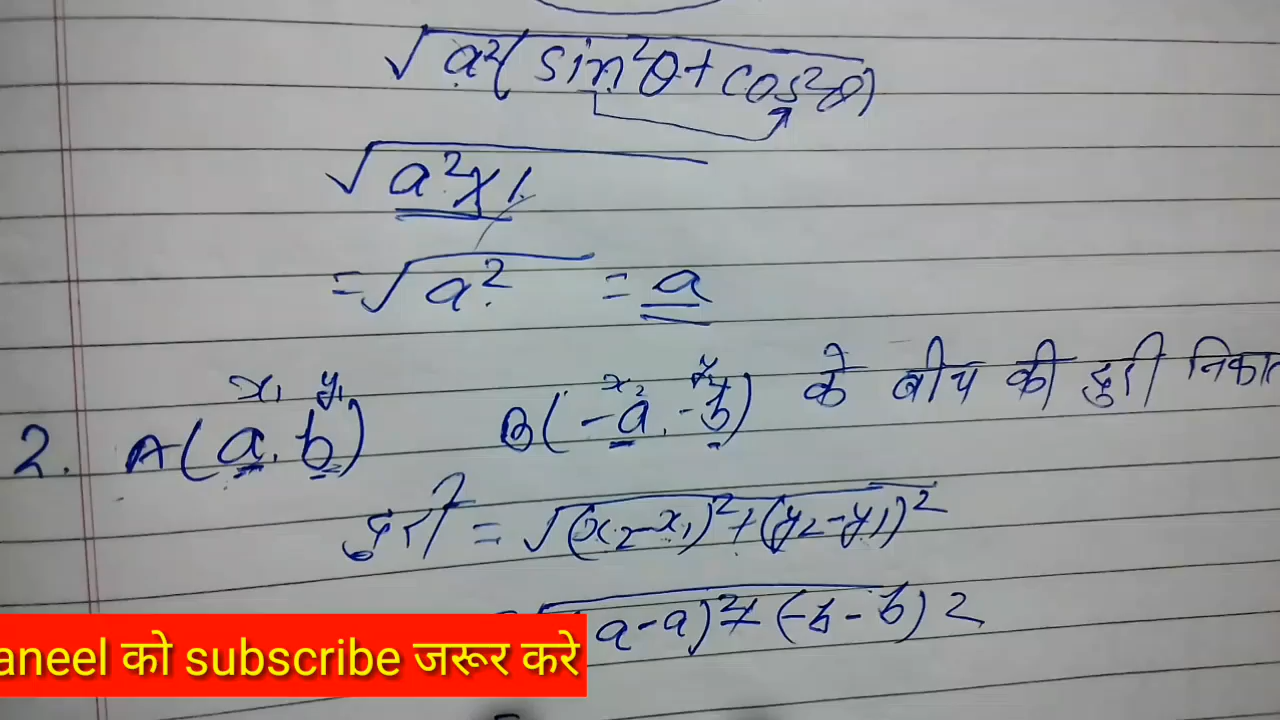 √a²(sin²θ+cos²θ)
√a²×1
=√a² = a
x₁ y₁ x₂ y₂
2. A(a, b) B(-a, -b) के बीच की दुरी
दुरी = √(x₂-x₁)²+(y₂-y₁)²
a-a)²+(-b-b)2
को subscribe जरूर करे